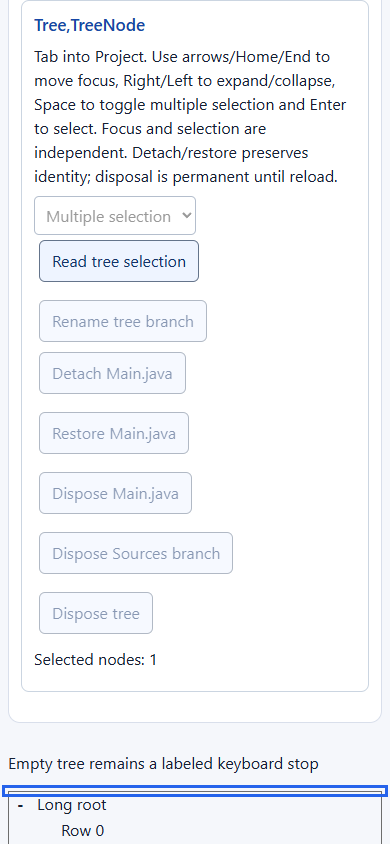 Tree,TreeNode
Tab into Project. Use arrows/Home/End to
move focus, Right/Left to expand/collapse,
Space to toggle multiple selection and Enter
to select. Focus and selection are
independent. Detach/restore preserves
identity; disposal is permanent until reload.
Multiple selection
Read tree selection
Rename tree branch
Detach Main.java
Restore Main.java
Dispose Main.java
Dispose Sources branch
Dispose tree
Selected nodes: 1
Empty tree remains a labeled keyboard stop
- Long root
Row 0